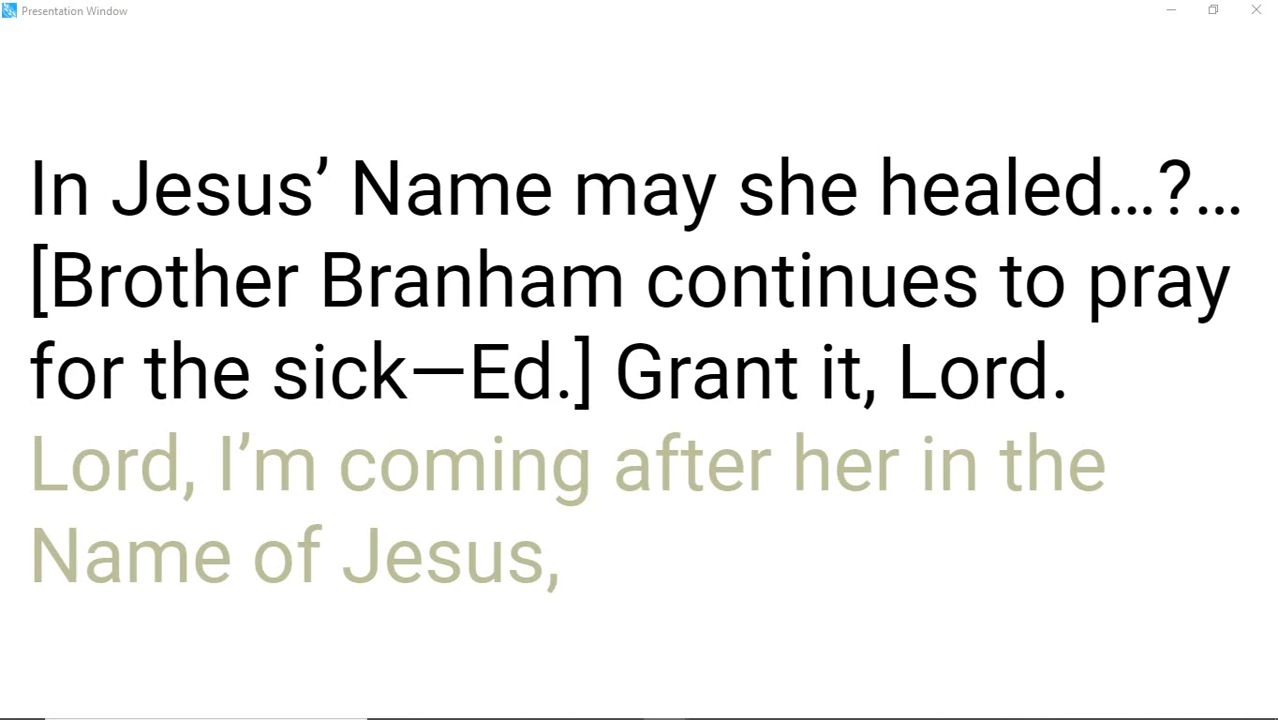 Presentation Window
In Jesus’ Name may she healed…?…
[Brother Branham continues to pray
for the sick—Ed.] Grant it, Lord.
Lord, I’m coming after her in the
Name of Jesus,